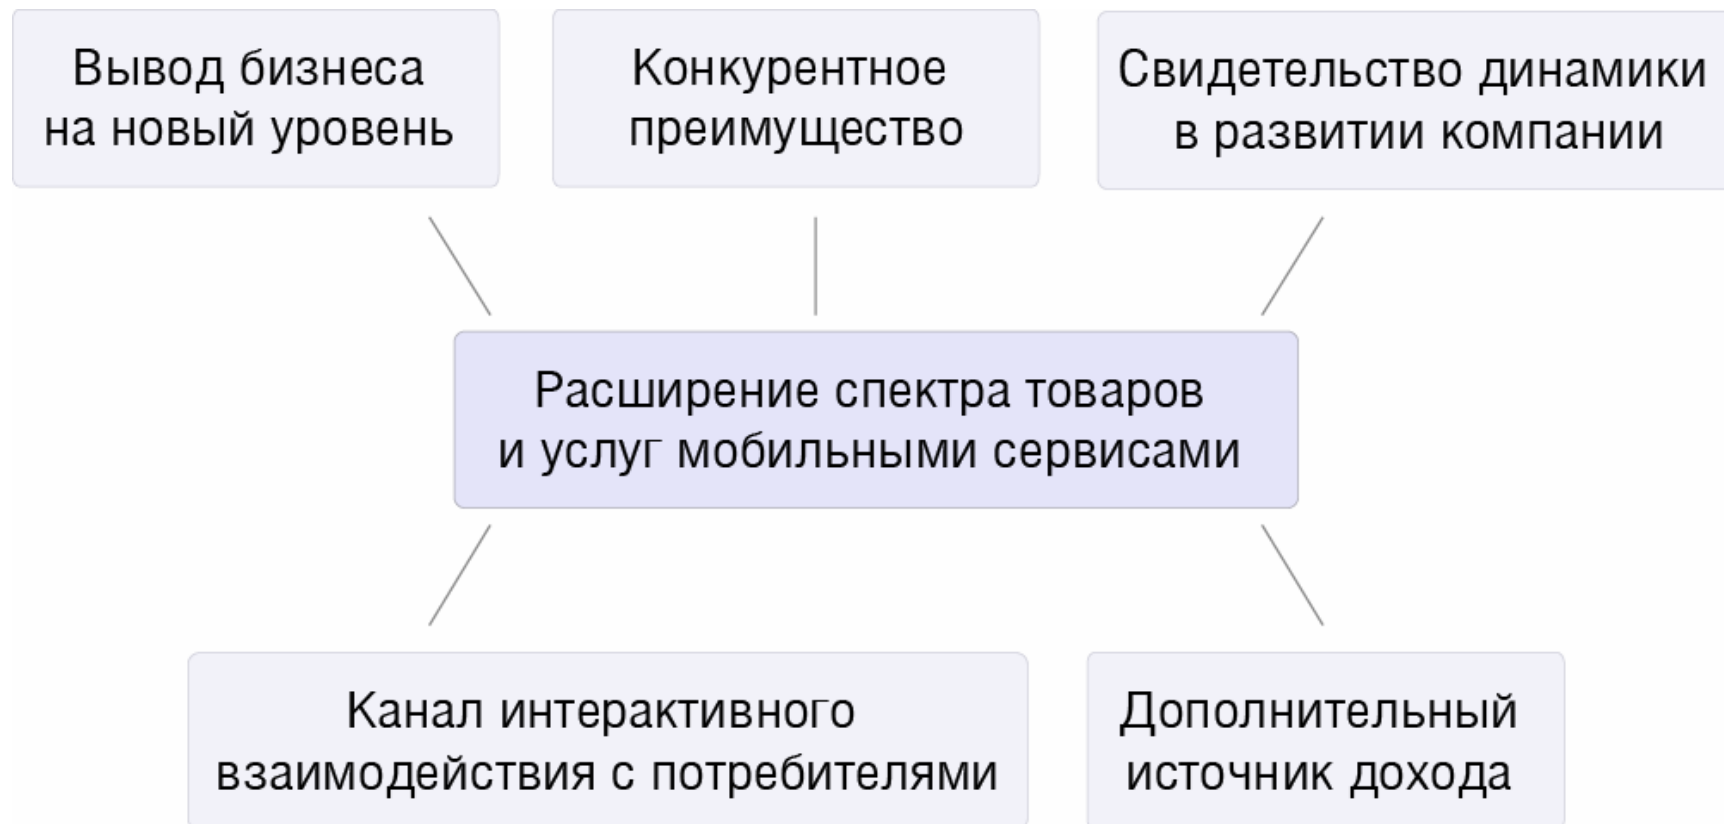 Вывод бизнеса
на новый уровень
Конкурентное
преимущество
Свидетельство динамики
в развитии компании
Расширение спектра товаров
и услуг мобильными сервисами
Канал интерактивного
взаимодействия с потребителями
Дополнительный
источник дохода